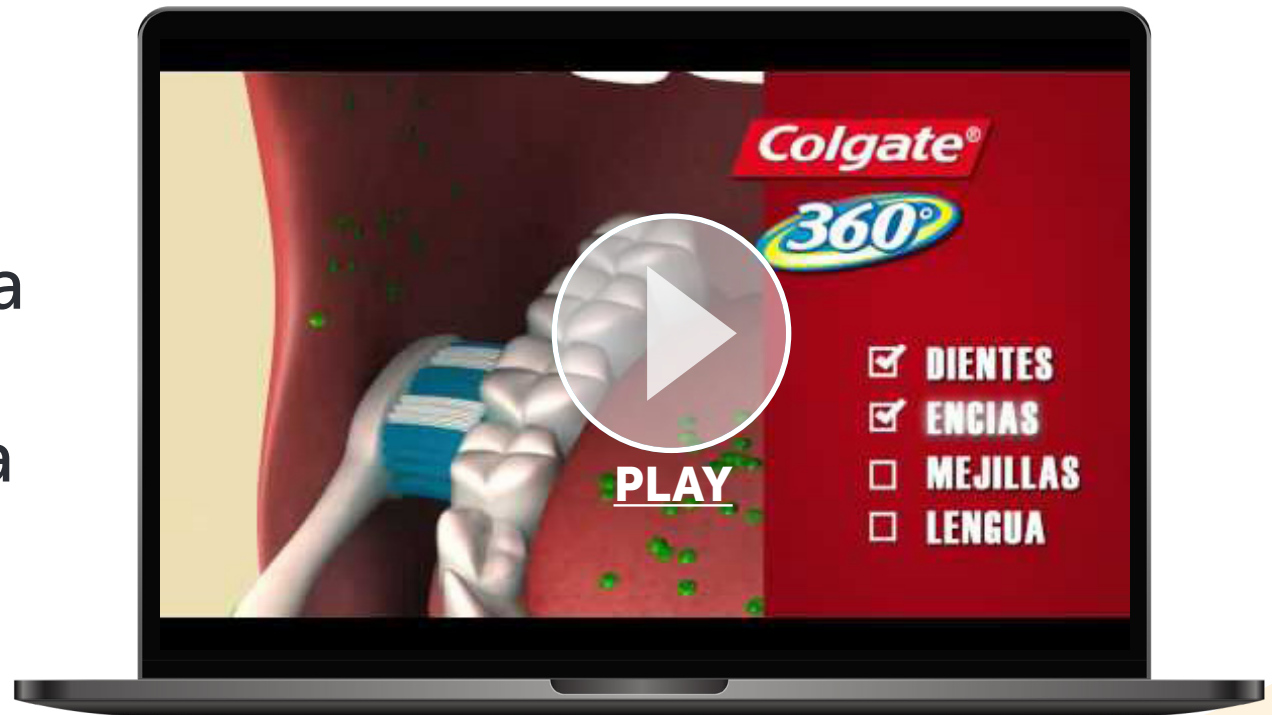 a
a
Colgate®
360°
DIENTES
ENCIAS
MEJILLAS
LENGUA
PLAY